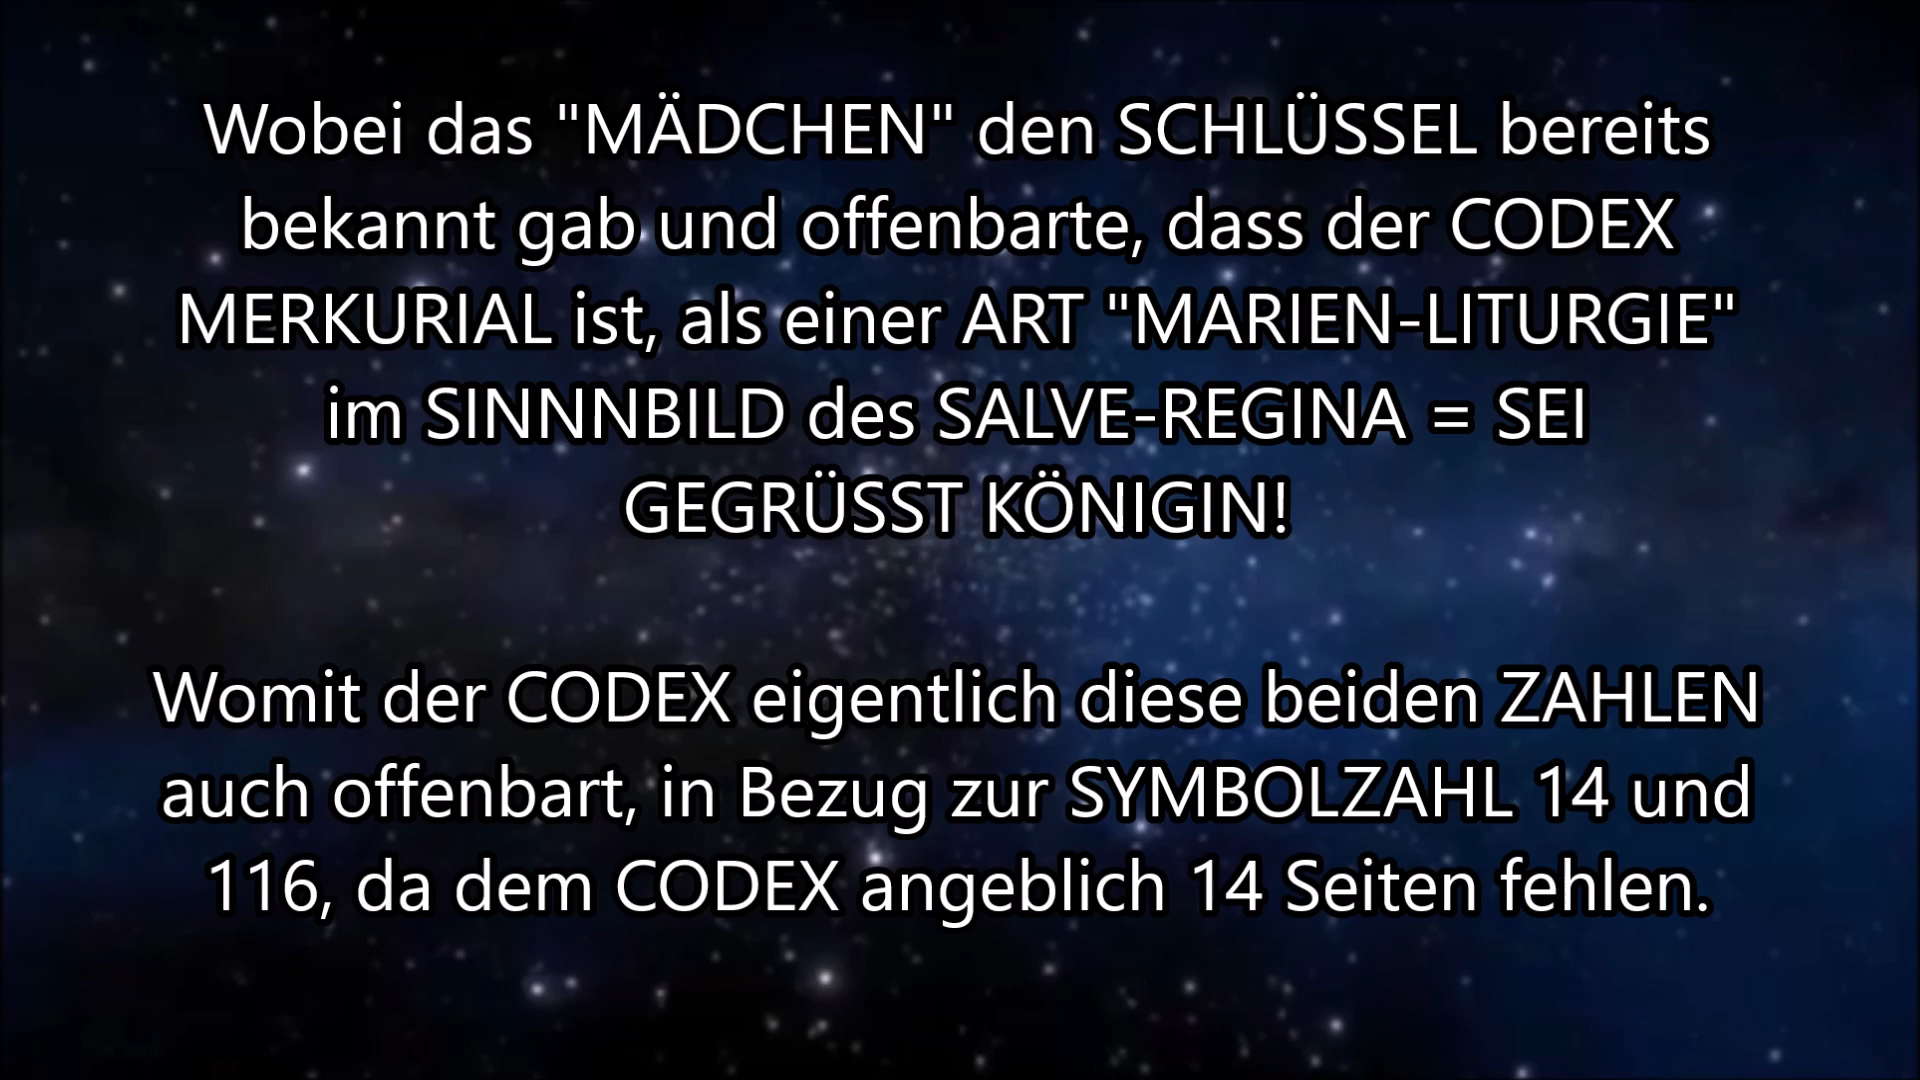 Wobei das "MÄDCHEN" den SCHLÜSSEL bereits
bekannt gab und offenbarte, dass der CODEX
MERKURIAL ist, als einer ART "MARIEN-LITURGIE"
im SINNNBILD des SALVE-REGINA = SEI
GEGRÜSST KÖNIGIN!
Womit der CODEX eigentlich diese beiden ZAHLEN
auch offenbart, in Bezug zur SYMBOLZAHL 14 und
116, da dem CODEX angeblich 14 Seiten fehlen.